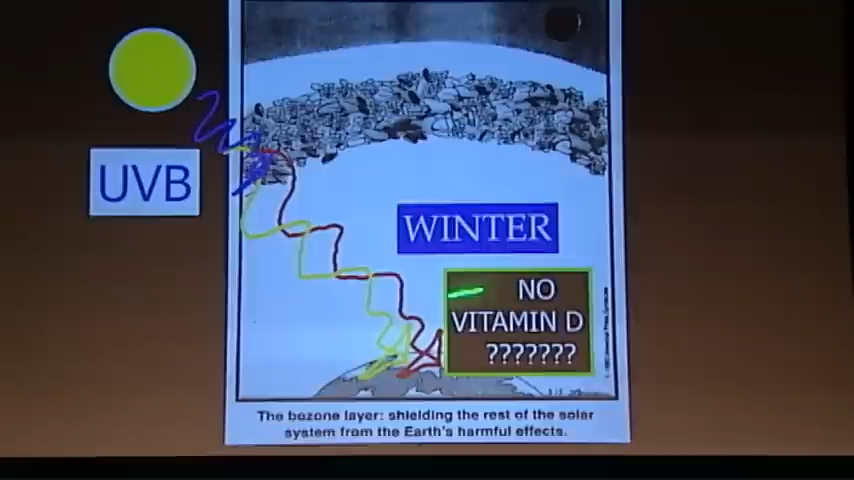 UVB
WINTER
NO
VITAMIN D
???????
The bozone layer: shielding the rest of the solar
system from the Earth's harmful effects.